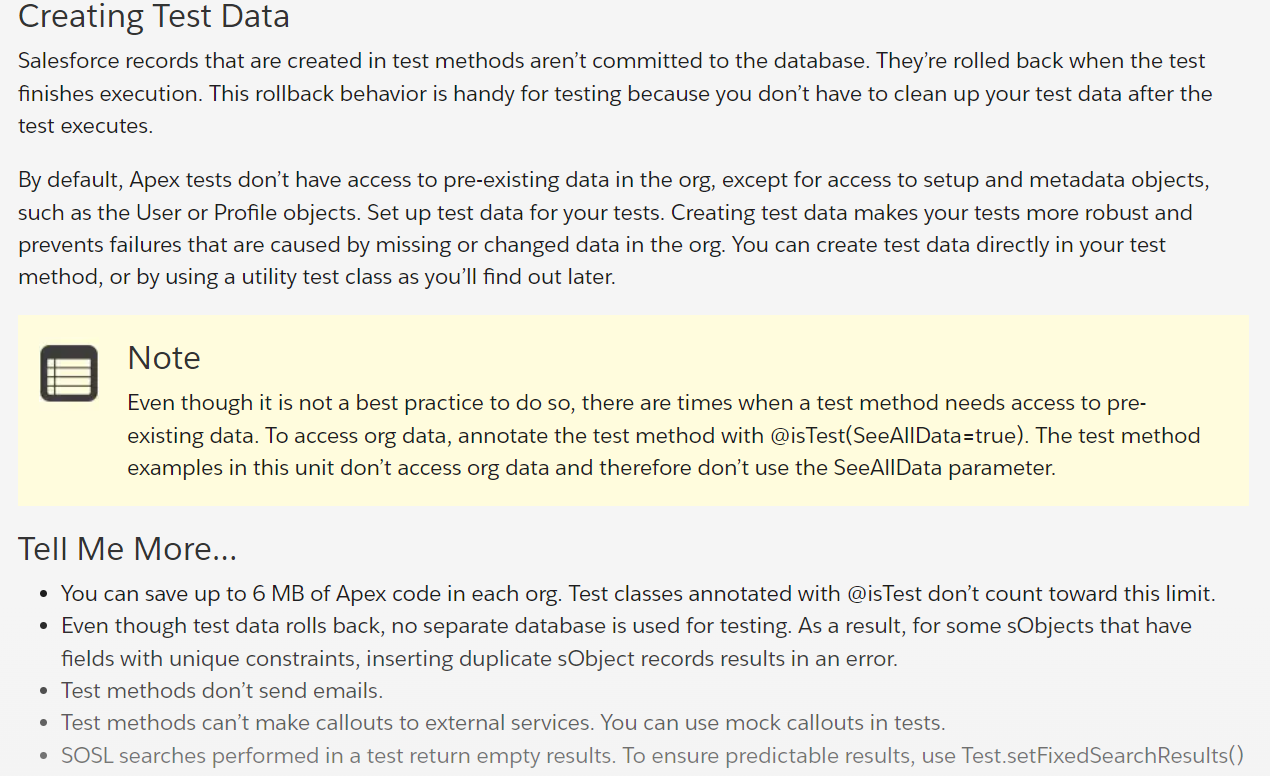 Creating Test Data
Salesforce records that are created in test methods aren’t committed to the database. They’re rolled back when the test
finishes execution. This rollback behavior is handy for testing because you don’t have to clean up your test data after the
test executes.
By default, Apex tests don’t have access to pre-existing data in the org, except for access to setup and metadata objects,
such as the User or Profile objects. Set up test data for your tests. Creating test data makes your tests more robust and
prevents failures that are caused by missing or changed data in the org. You can create test data directly in your test
method, or by using a utility test class as you’ll find out later.
Note
Even though it is not a best practice to do so, there are times when a test method needs access to pre-
existing data. To access org data, annotate the test method with @isTest(SeeAllData=true). The test method
examples in this unit don’t access org data and therefore don’t use the SeeAllData parameter.
Tell Me More...
• You can save up to 6 MB of Apex code in each org. Test classes annotated with @isTest don’t count toward this limit.
• Even though test data rolls back, no separate database is used for testing. As a result, for some sObjects that have
fields with unique constraints, inserting duplicate sObject records results in an error.
• Test methods don’t send emails.
• Test methods can’t make callouts to external services. You can use mock callouts in tests.
• SOSL searches performed in a test return empty results. To ensure predictable results, use Test.setFixedSearchResults()